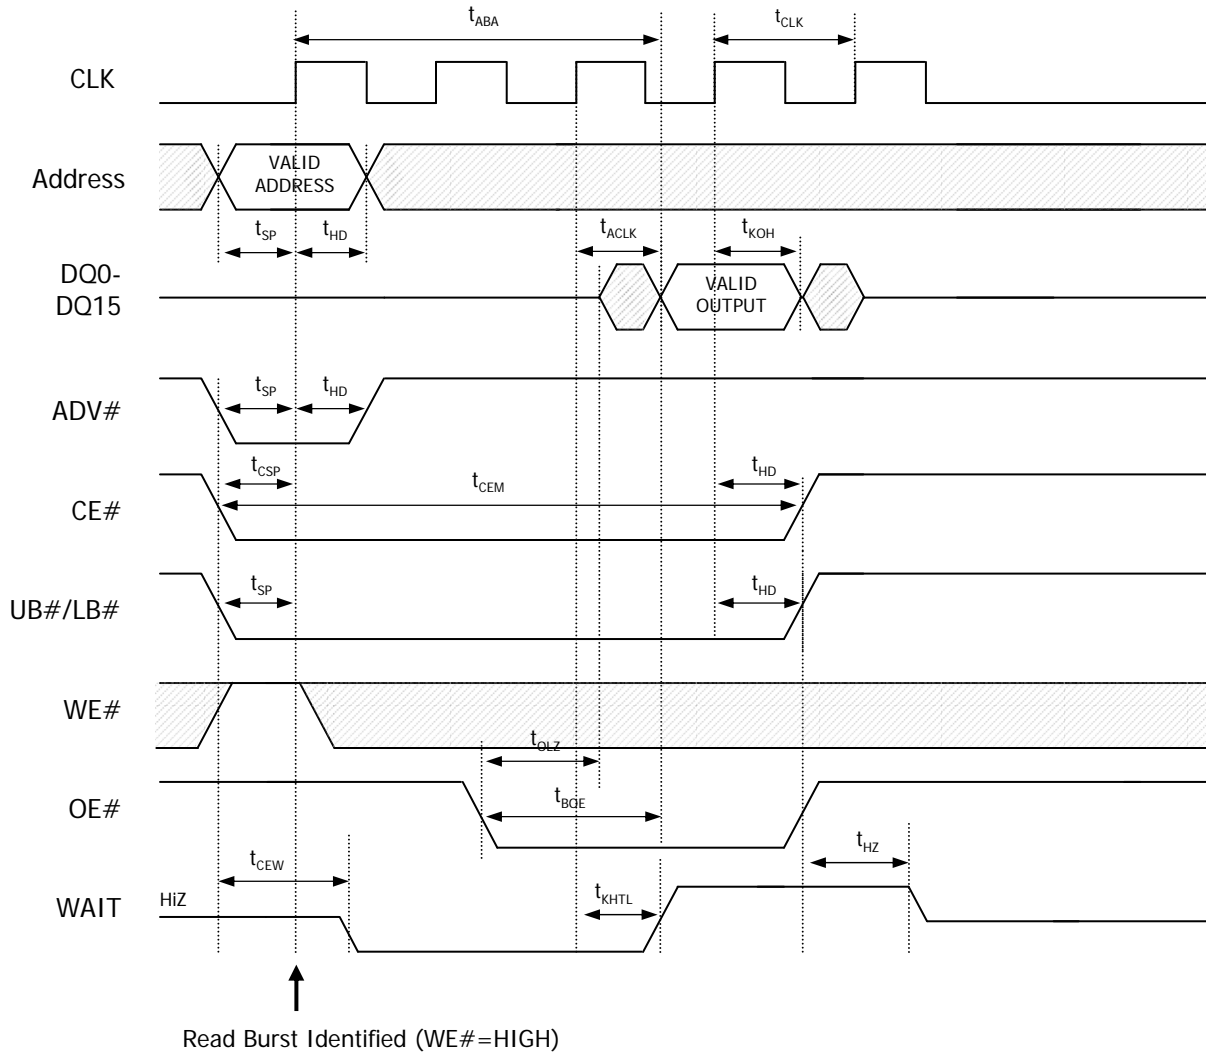 tABA
tCLK
CLK
Address
VALID
ADDRESS
tSP
tHD
tACLK
tKOH
DQ0-
DQ15
VALID
OUTPUT
ADV#
tSP
tHD
CE#
tCSP
tCEM
tHD
UB#/LB#
tSP
tHD
WE#
tOLZ
OE#
tBOE
tCEW
tHZ
WAIT
HiZ
tKHTL
Read Burst Identified (WE#=HIGH)